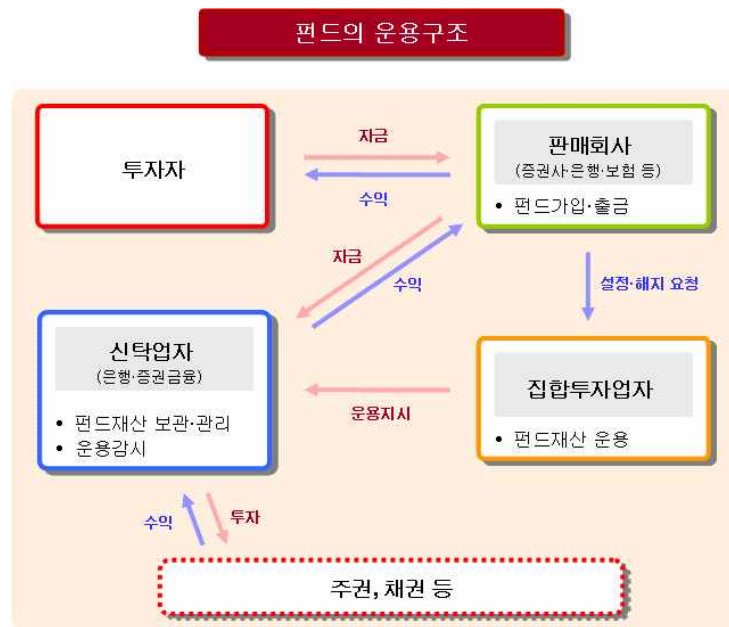 펀드의 운용구조
투자자
자금
수익
판매회사
(증권사·은행·보험 등)
• 펀드가입·출금
자금
수익
설정·해지 요청
신탁업자
(은행·증권금융)
• 펀드재산 보관·관리
• 운용감시
운용지시
집합투자업자
• 펀드재산 운용
수익
투자
주권, 채권 등